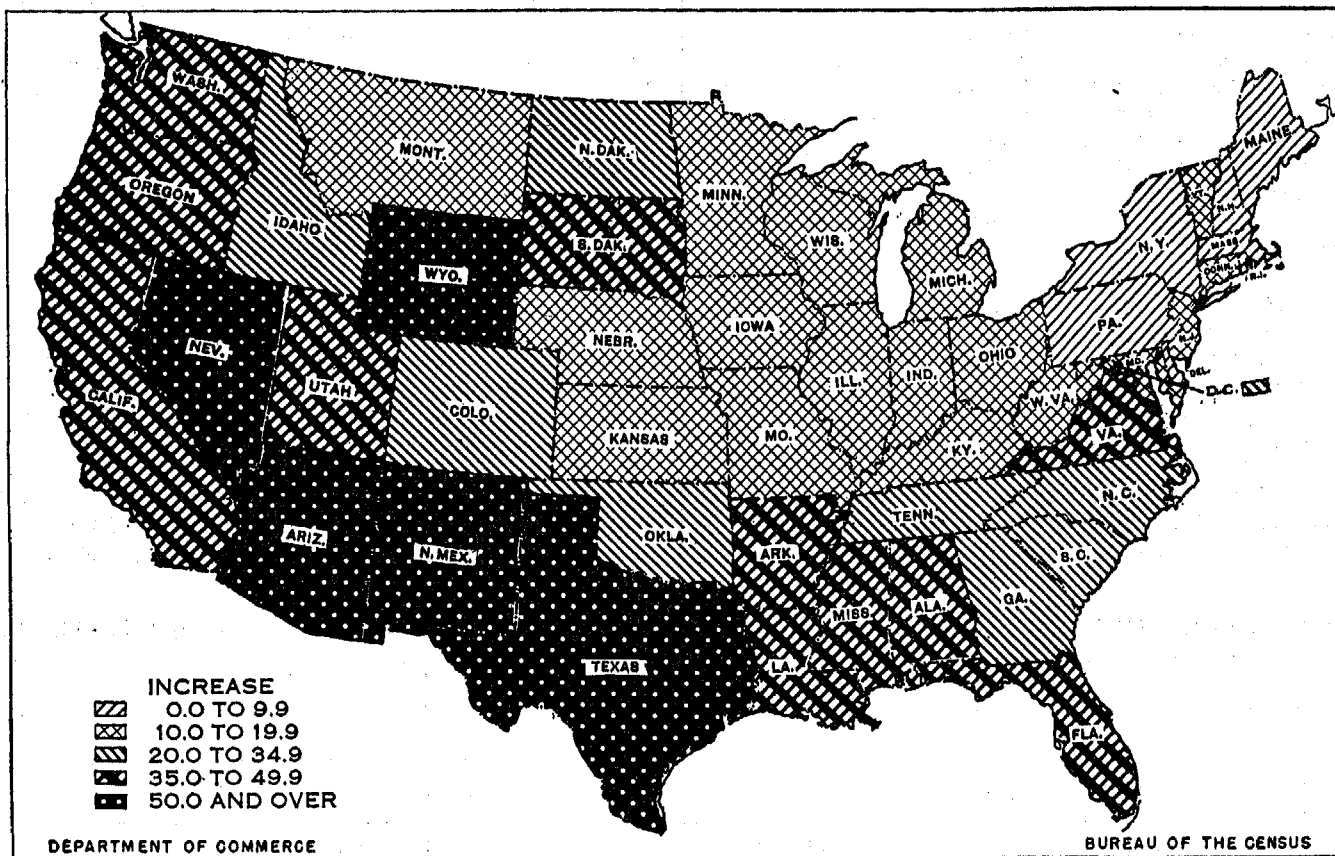 WASH.
MONT.
N. DAK.
MINN.
MAINE
OREGON
IDAHO
S. DAK.
WIS.
MICH.
N. Y.
VT.
N.H.
MASS
CONN.
R.I.
WYO.
IOWA
PA.
N.J.
NEV.
NEBR.
OHIO
ILL.
IND.
MD.
DEL.
D.C.
UTAH
CALIF.
COLO.
KANSAS
MO.
W. VA.
VA.
KY.
ARIZ.
N. MEX.
OKLA.
ARK.
TENN.
N. C.
S. C.
MISS
ALA.
GA.
TEXAS
LA.
FLA.
INCREASE
0.0 TO 9.9
10.0 TO 19.9
20.0 TO 34.9
35.0 TO 49.9
50.0 AND OVER
DEPARTMENT OF COMMERCE
BUREAU OF THE CENSUS